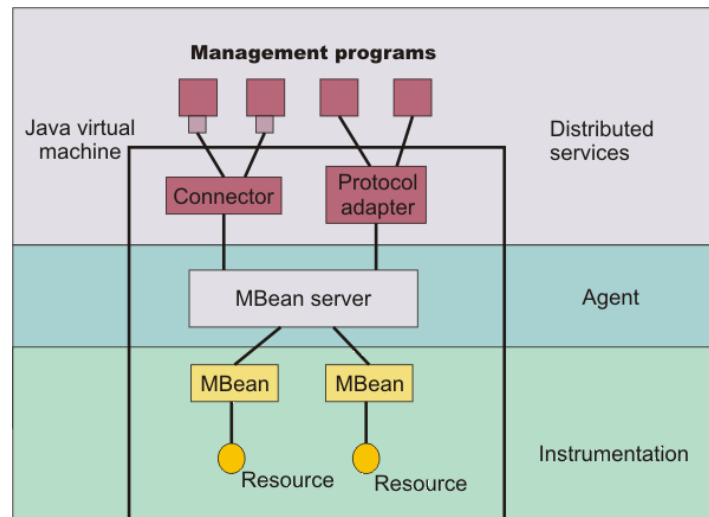 Management programs
Java virtual
machine
Distributed
services
Connector
Protocol
adapter
MBean server
Agent
MBean
MBean
Instrumentation
Resource
Resource